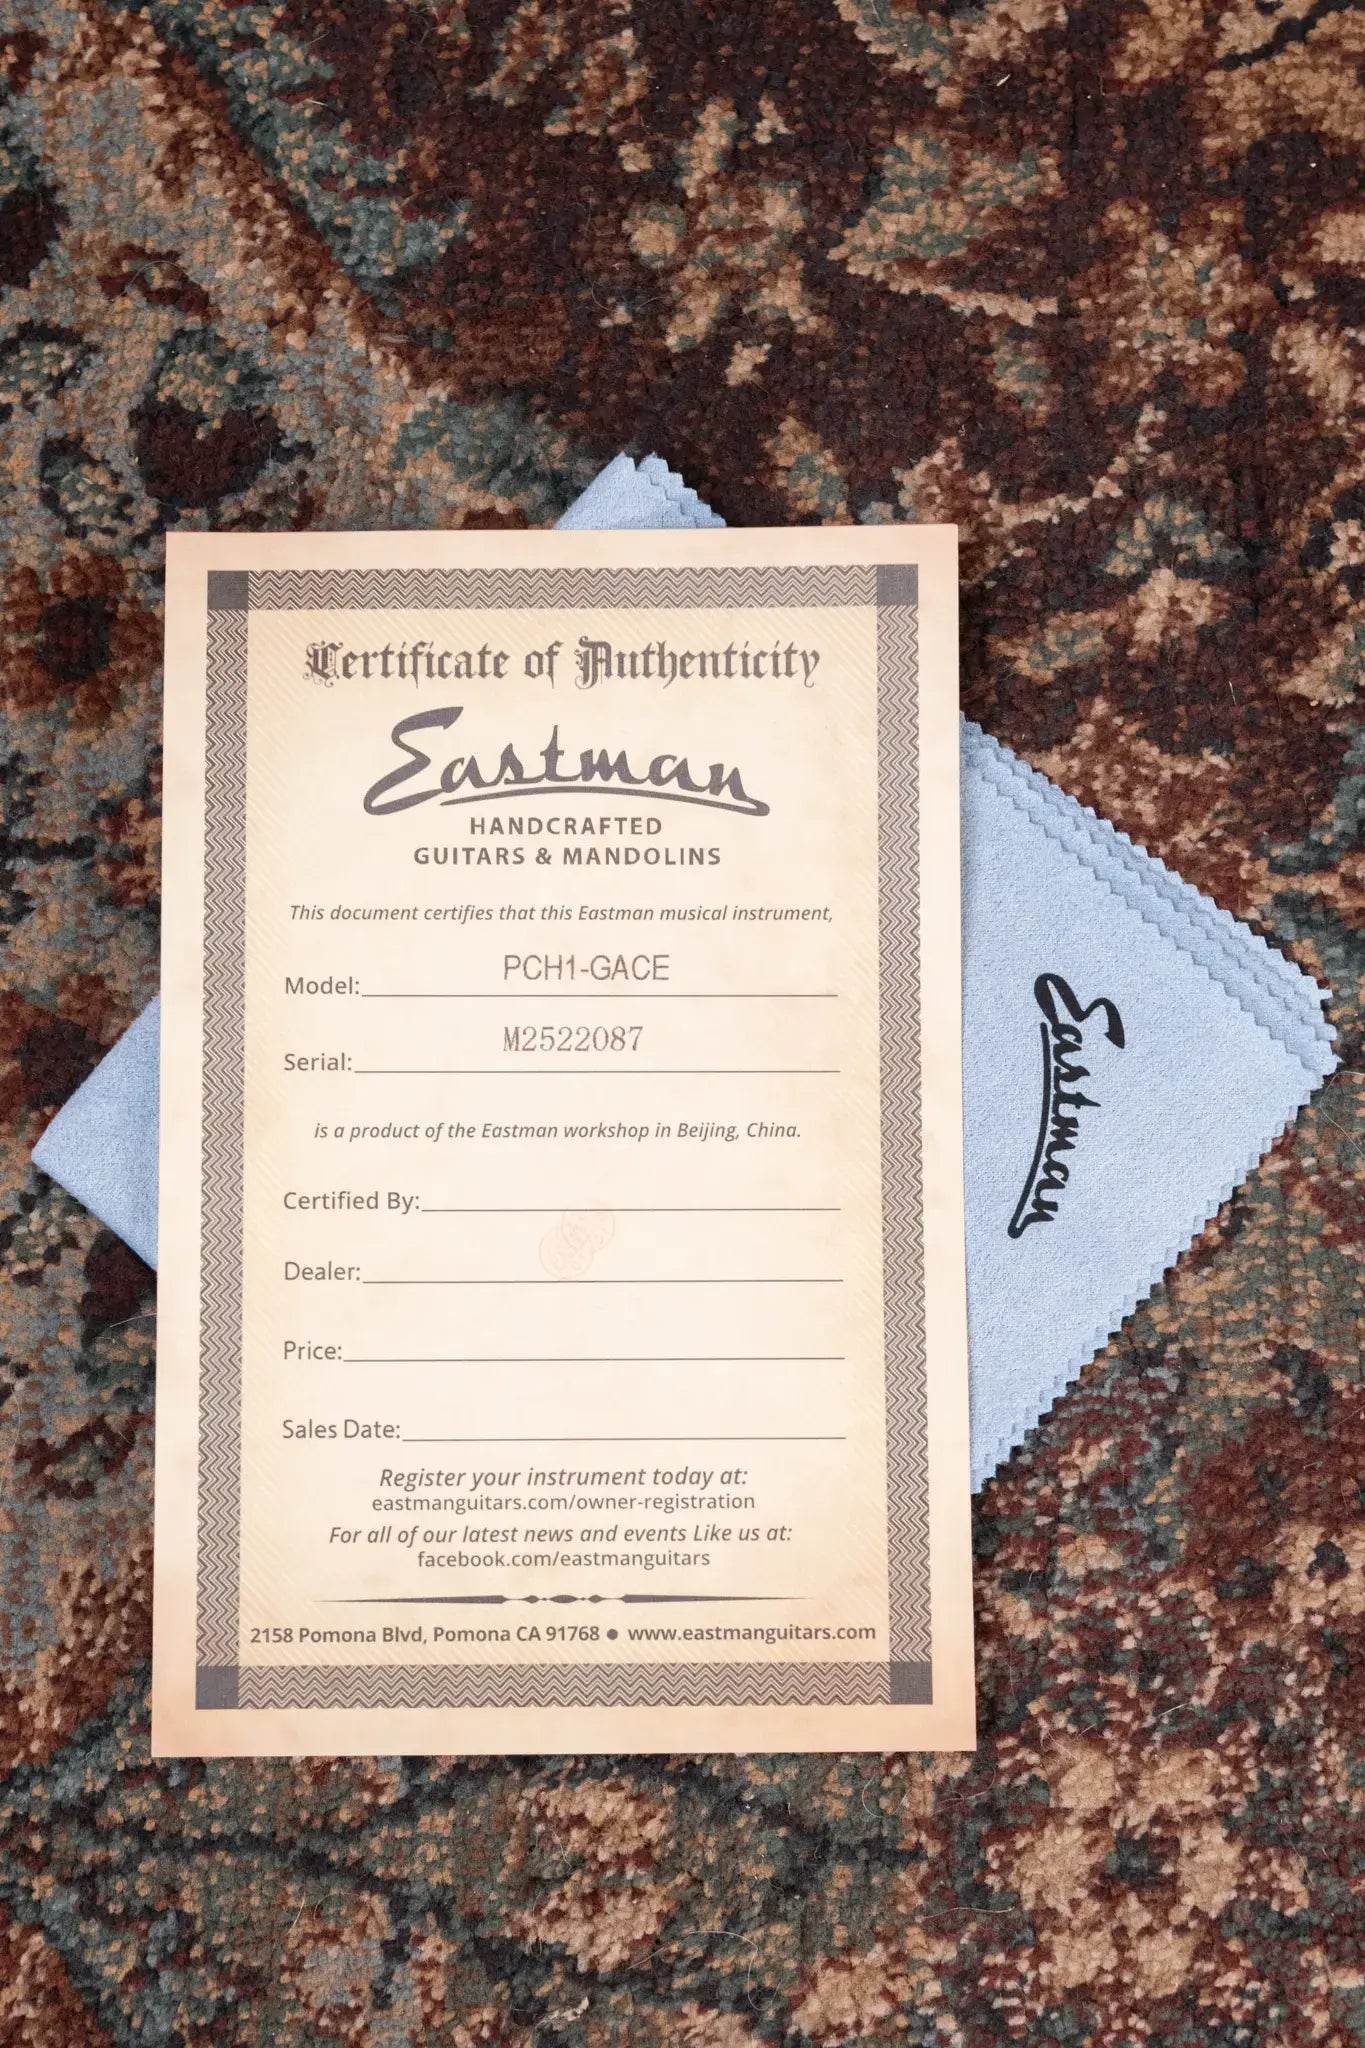 Certificate of Authenticity
Eastman
HANDCRAFTED
GUITARS & MANDOLINS
This document certifies that this Eastman musical instrument,
Model: PCH1-GACE
Serial: M2522087
is a product of the Eastman workshop in Beijing, China.
Certified By:
Dealer:
Price:
Sales Date:
Register your instrument today at:
eastmanguitars.com/owner-registration
For all of our latest news and events Like us at:
facebook.com/eastmanguitars
2158 Pomona Blvd, Pomona CA 91768 ● www.eastmanguitars.com
Eastman